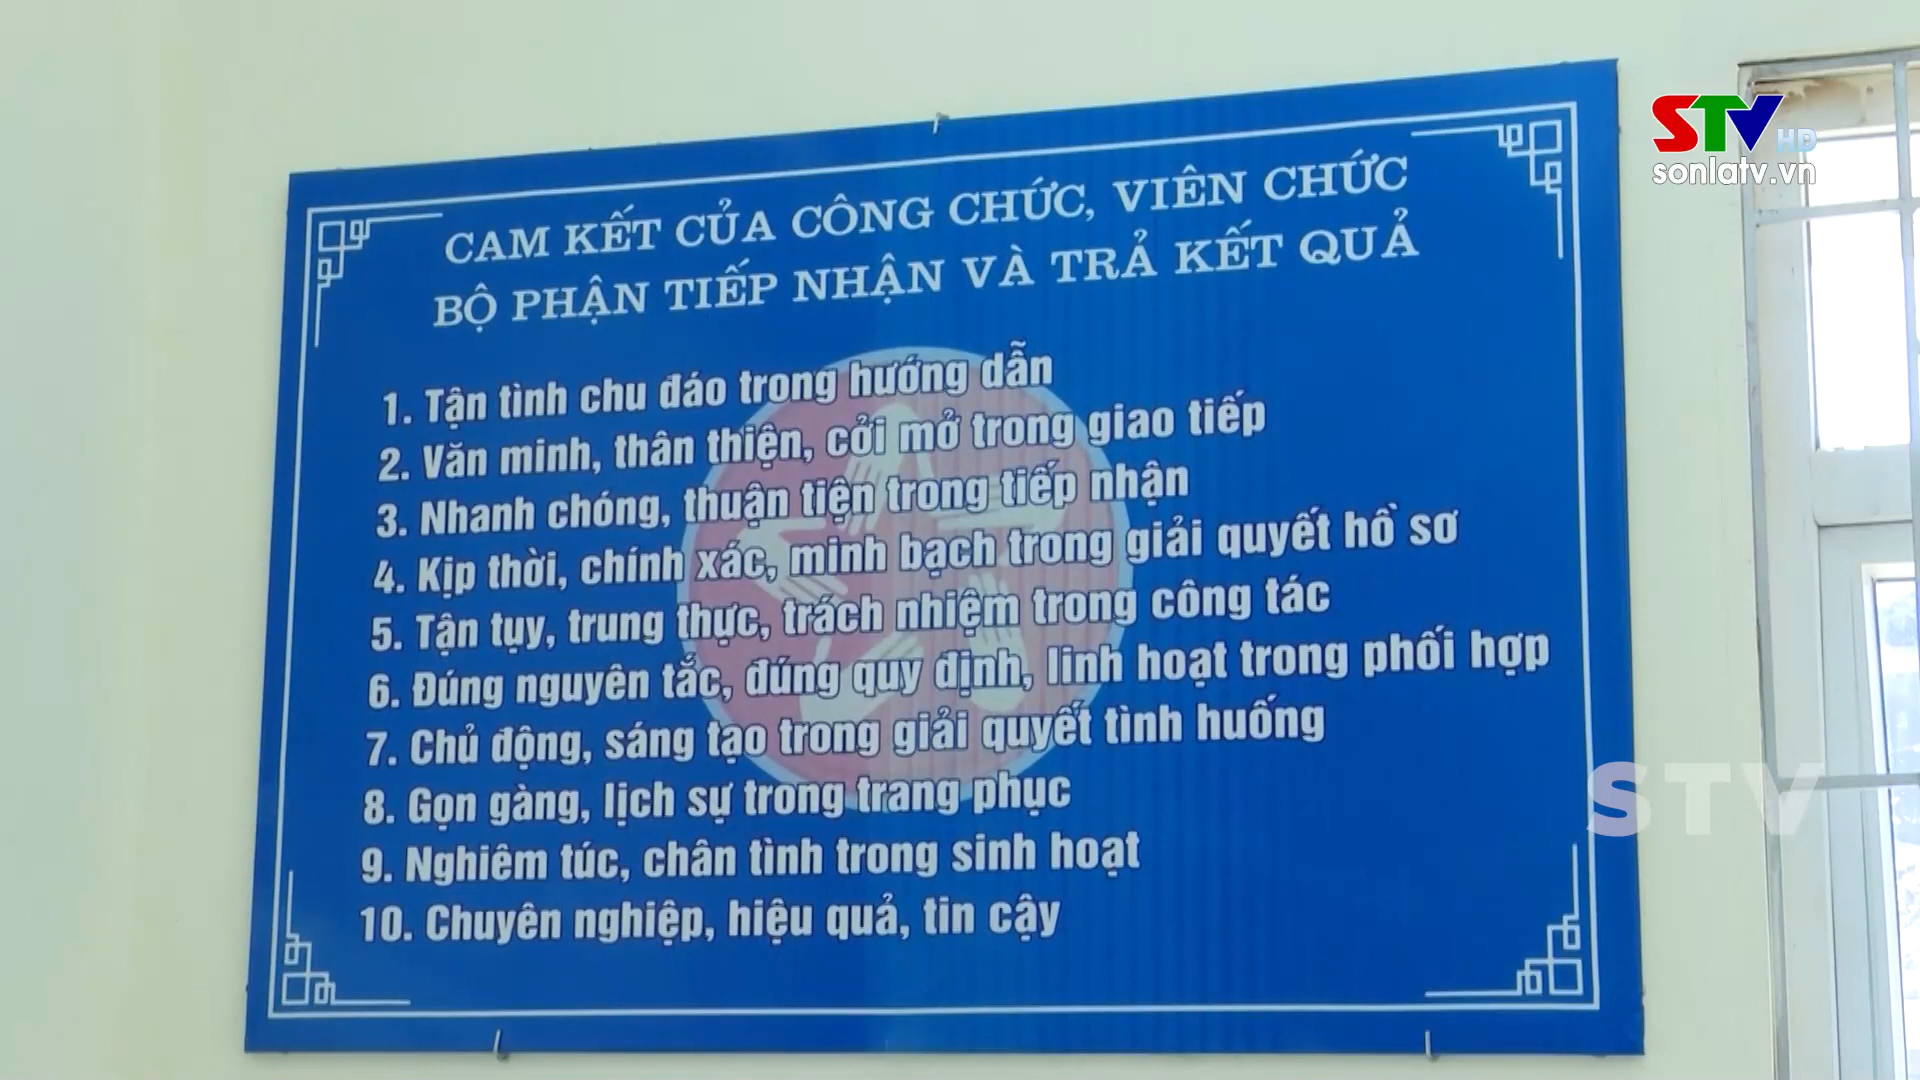 STV HD
sonlatv.vn
CAM KẾT CỦA CÔNG CHỨC, VIÊN CHỨC
BỘ PHẬN TIẾP NHẬN VÀ TRẢ KẾT QUẢ
1. Tận tình chu đáo trong hướng dẫn
2. Văn minh, thân thiện, cởi mở trong giao tiếp
3. Nhanh chóng, thuận tiện trong tiếp nhận
4. Kịp thời, chính xác, minh bạch trong giải quyết hồ sơ
5. Tận tụy, trung thực, trách nhiệm trong công tác
6. Đúng nguyên tắc, đúng quy định, linh hoạt trong phối hợp
7. Chủ động, sáng tạo trong giải quyết tình huống
8. Gọn gàng, lịch sự trong trang phục
9. Nghiêm túc, chân tình trong sinh hoạt
10. Chuyên nghiệp, hiệu quả, tin cậy
STV